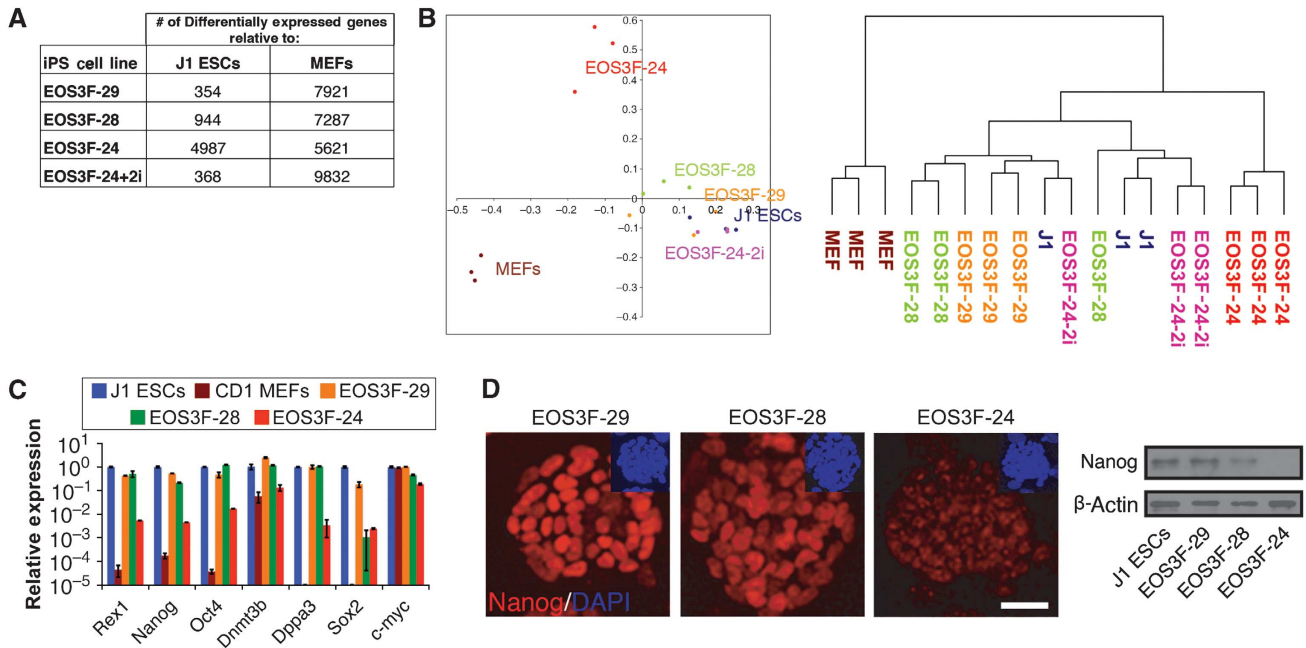 A
# of Differentially expressed genes
relative to:
iPS cell line J1 ESCs MEFs
EOS3F-29 354 7921
EOS3F-28 944 7287
EOS3F-24 4987 5621
EOS3F-24+2i 368 9832
B
0.6
0.5
0.4
0.3
0.2
0.1
0
−0.1
−0.2
−0.3
−0.4
−0.5 −0.4 −0.3 −0.2 −0.1 0 0.1 0.2 0.3
EOS3F-24
EOS3F-28
EOS3F-29
J1 ESCs
EOS3F-24-2i
MEFs
MEF
MEF
MEF
EOS3F-28
EOS3F-28
EOS3F-29
EOS3F-29
EOS3F-29
J1
EOS3F-24-2i
EOS3F-28
J1
J1
EOS3F-24-2i
EOS3F-24-2i
EOS3F-24
EOS3F-24
EOS3F-24
C
J1 ESCs CD1 MEFs EOS3F-29
EOS3F-28 EOS3F-24
Relative expression
10¹
10⁰
10⁻¹
10⁻²
10⁻³
10⁻⁴
10⁻⁵
Rex1 Nanog Oct4 Dnmt3b Dppa3 Sox2 c-myc
D
EOS3F-29 EOS3F-28 EOS3F-24
Nanog/DAPI
Nanog
β-Actin
J1 ESCs
EOS3F-29
EOS3F-28
EOS3F-24